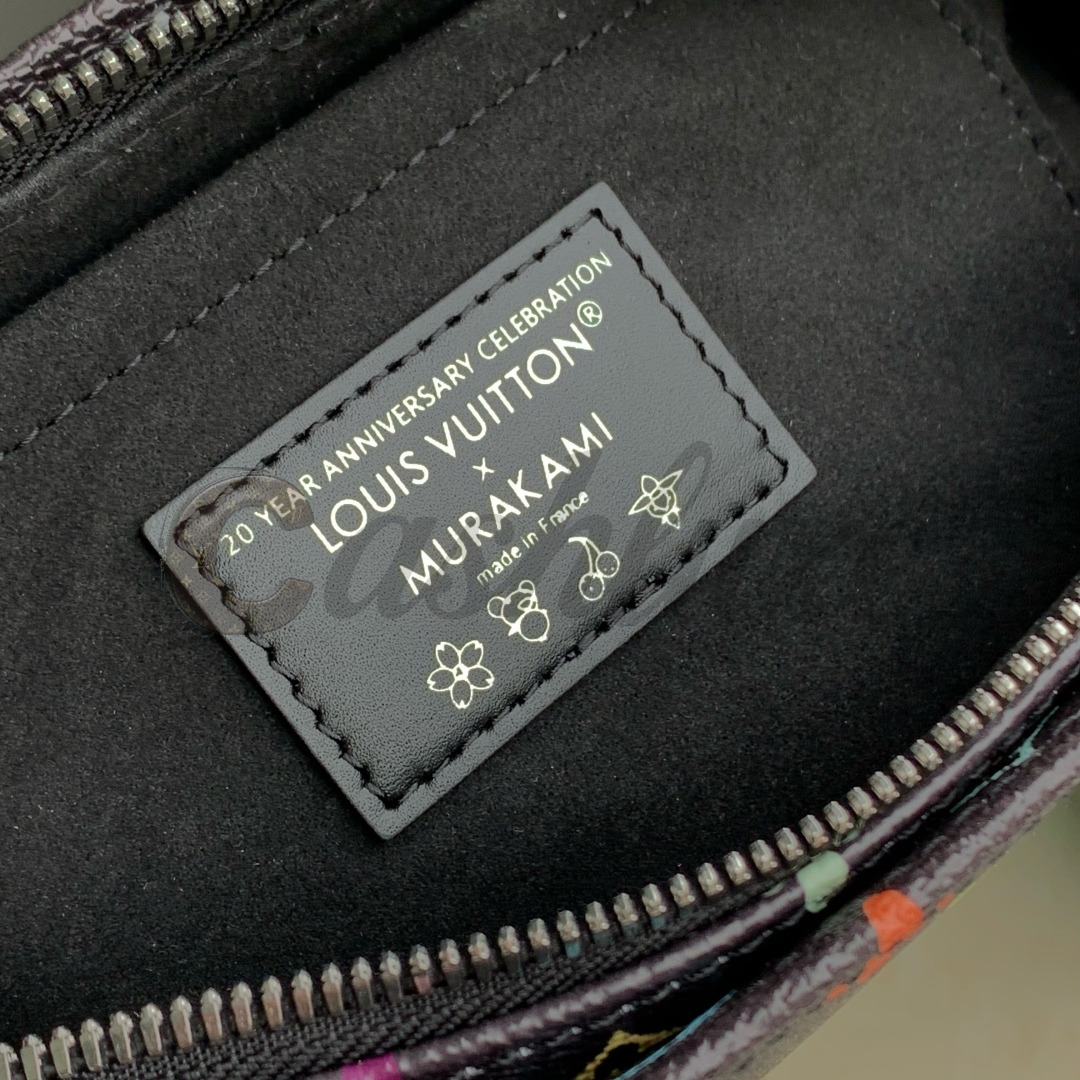 20 YEAR ANNIVERSARY CELEBRATION
LOUIS VUITTON®
x
MURAKAMI
made in France